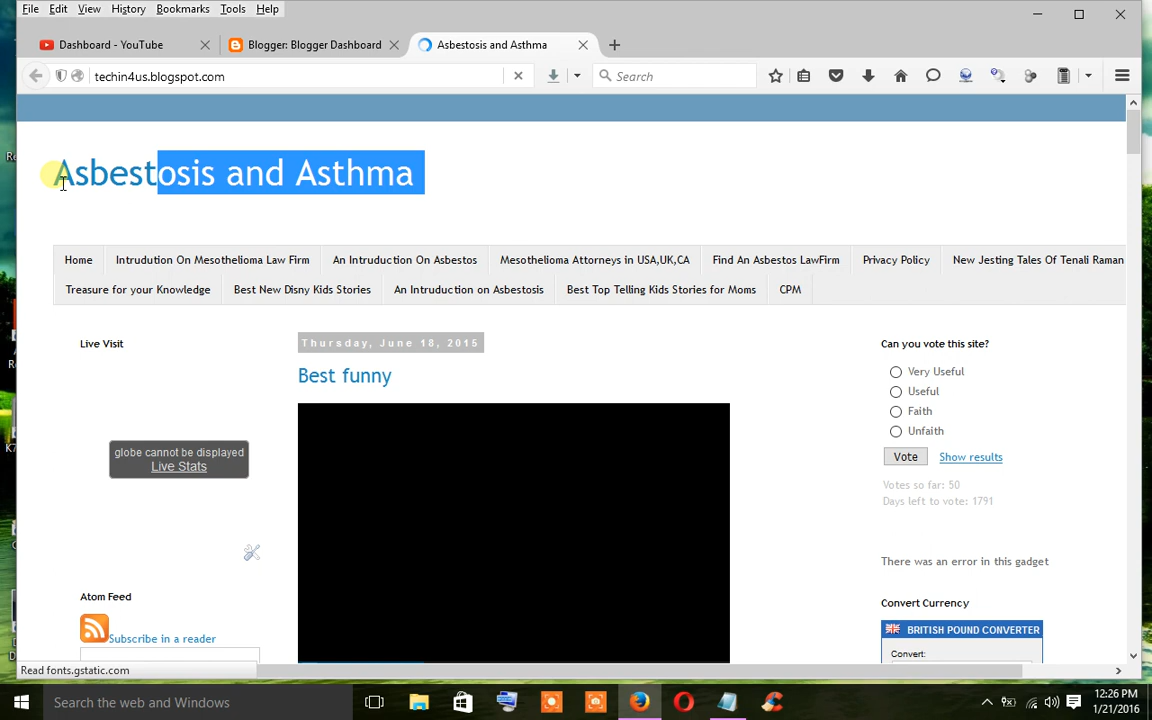 File Edit View History Bookmarks Tools Help
Dashboard - YouTube Blogger: Blogger Dashboard Asbestosis and Asthma
techin4us.blogspot.com Search
Asbestosis and Asthma
Home Intrudution On Mesothelioma Law Firm An Intruduction On Asbestos Mesothelioma Attorneys in USA,UK,CA Find An Asbestos LawFirm Privacy Policy New Jesting Tales Of Tenali Raman
Treasure for your Knowledge Best New Disny Kids Stories An Intruduction on Asbestosis Best Top Telling Kids Stories for Moms CPM
Live Visit
Thursday, June 18, 2015
Can you vote this site?
Best funny
Very Useful
Useful
Faith
Unfaith
globe cannot be displayed
Live Stats
Vote Show results
Votes so far: 50
Days left to vote: 1791
There was an error in this gadget
Atom Feed
Convert Currency
Subscribe in a reader
BRITISH POUND CONVERTER
Convert:
Read fonts.gstatic.com
Search the web and Windows
12:26 PM
1/21/2016